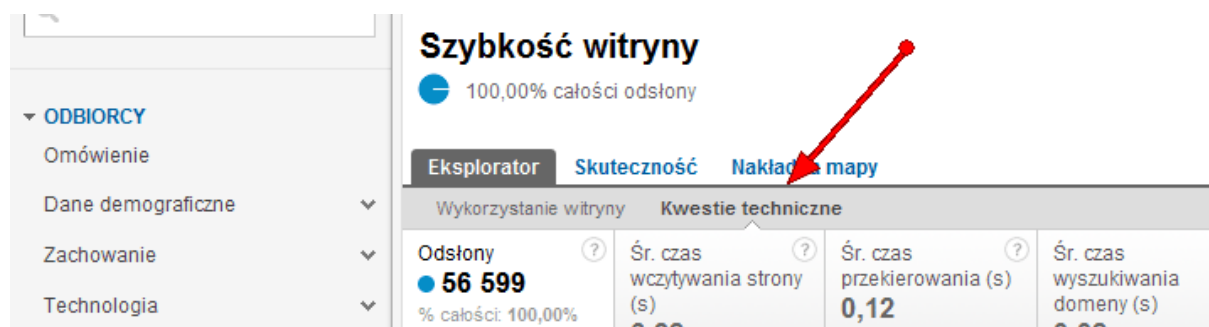 Szybkość witryny
100,00% całości odsłony
ODBIORCY
Omówienie
Dane demograficzne
Zachowanie
Technologia
Eksplorator Skuteczność Nakładka mapy
Wykorzystanie witryny Kwestie techniczne
Odsłony
56 599
% całości: 100,00%
Śr. czas
wczytywania strony
(s)
Śr. czas
przekierowania (s)
0,12
Śr. czas
wyszukiwania
domeny (s)